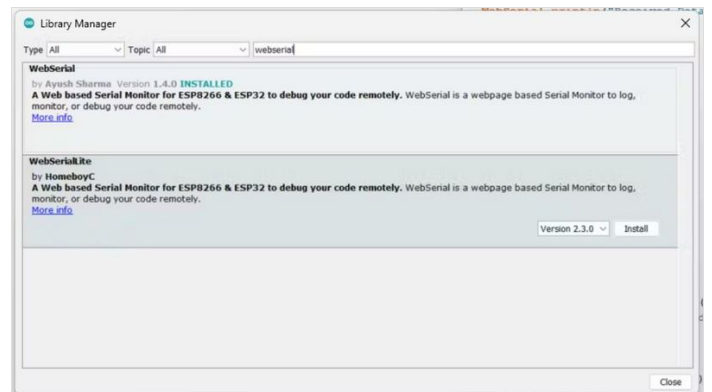 Library Manager
Type All Topic All webserial
WebSerial
by Ayush Sharma Version 1.4.0 INSTALLED
A Web based Serial Monitor for ESP8266 & ESP32 to debug your code remotely. WebSerial is a webpage based Serial Monitor to log,
monitor, or debug your code remotely.
More info
WebSerialLite
by HomeboyC
A Web based Serial Monitor for ESP8266 & ESP32 to debug your code remotely. WebSerial is a webpage based Serial Monitor to log,
monitor, or debug your code remotely.
More info
Version 2.3.0 Install
Close